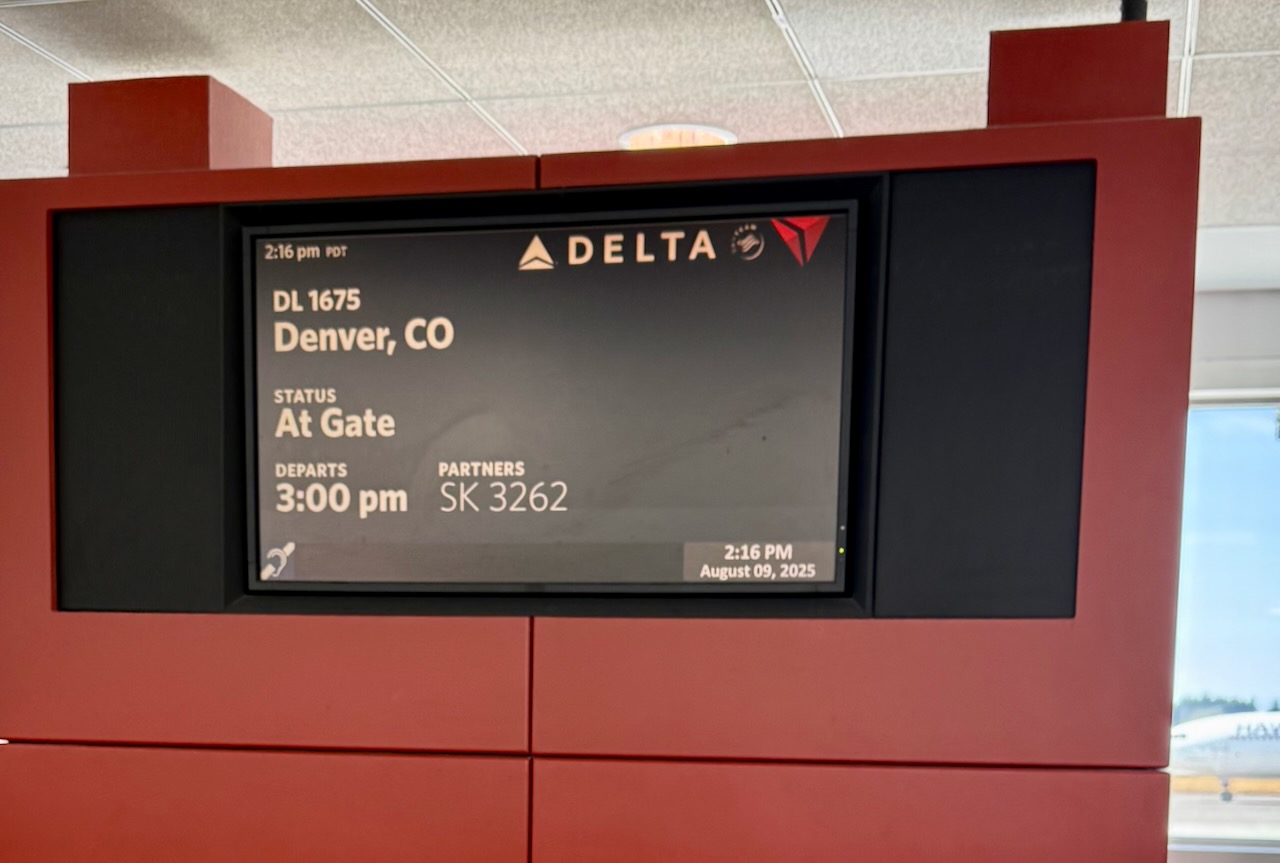 2:16 pm PDT
DELTA
DL 1675
Denver, CO
STATUS
At Gate
DEPARTS
PARTNERS
3:00 pm
SK 3262
2:16 PM
August 09, 2025